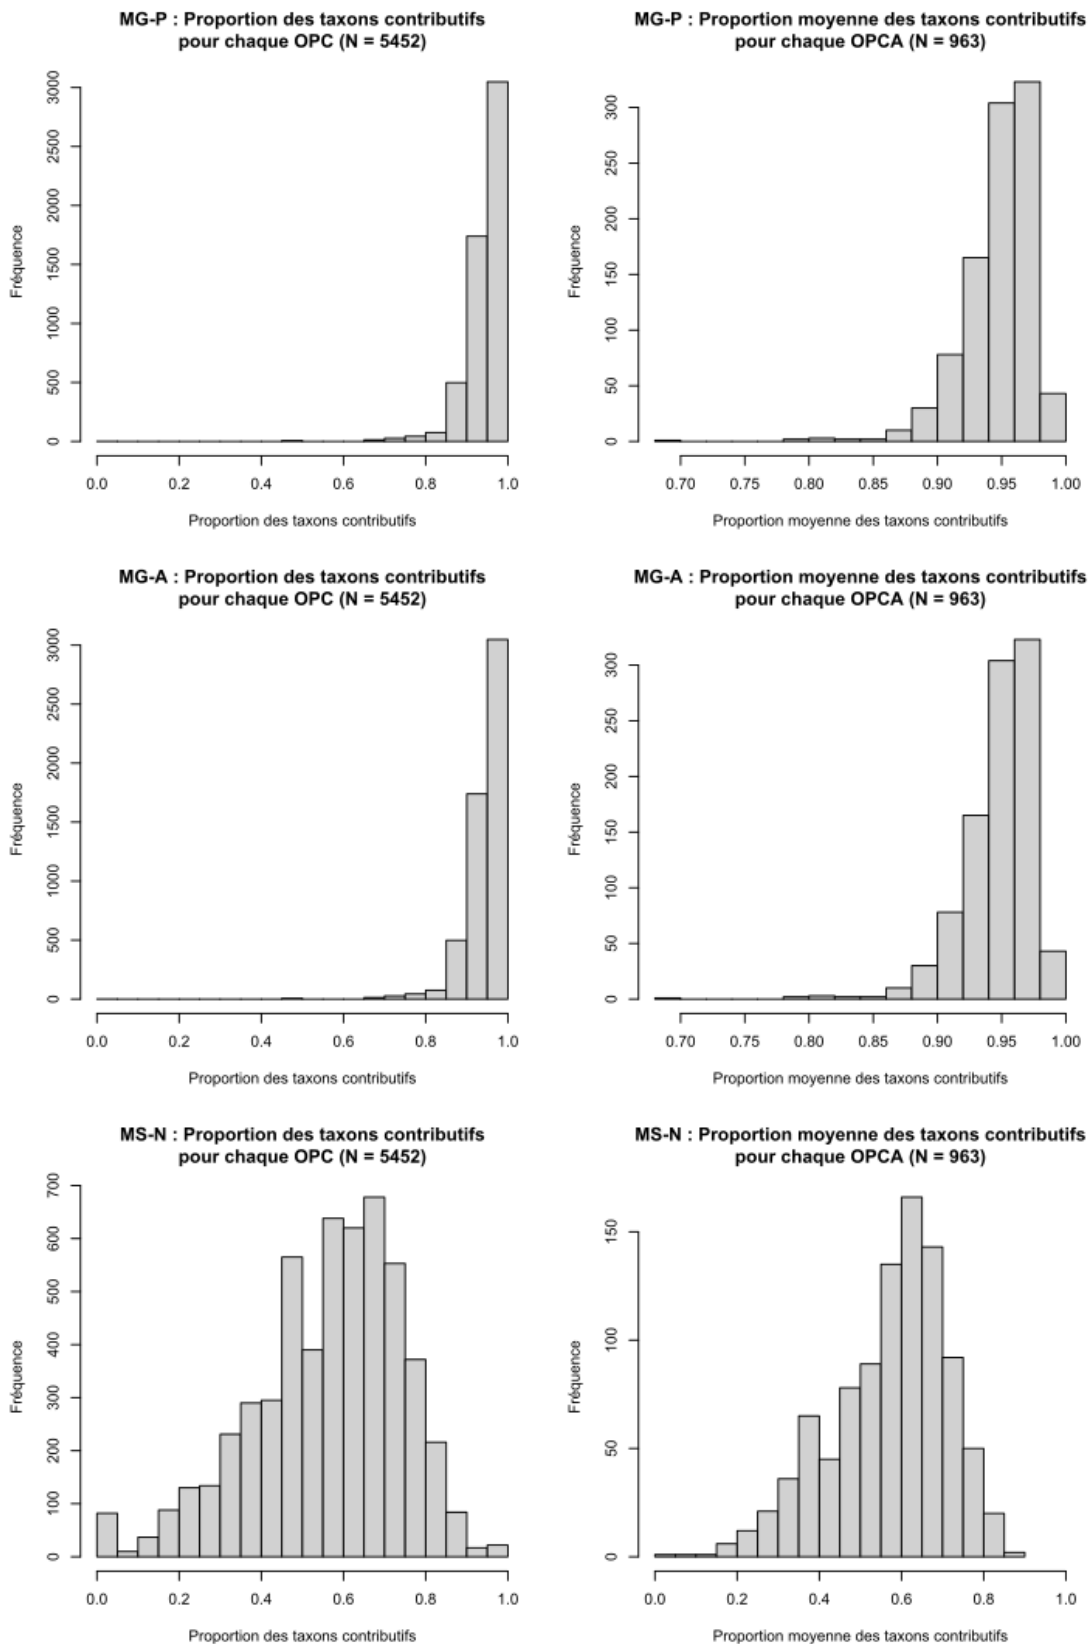 MG-P : Proportion des taxons contributifs
pour chaque OPC (N = 5452)
Fréquence
3000
2500
2000
1500
1000
500
0
0.0 0.2 0.4 0.6 0.8 1.0
Proportion des taxons contributifs
MG-P : Proportion moyenne des taxons contributifs
pour chaque OPCA (N = 963)
Fréquence
300
250
200
150
100
50
0
0.70 0.75 0.80 0.85 0.90 0.95 1.00
Proportion moyenne des taxons contributifs
MG-A : Proportion des taxons contributifs
pour chaque OPC (N = 5452)
Fréquence
3000
2500
2000
1500
1000
500
0
0.0 0.2 0.4 0.6 0.8 1.0
Proportion des taxons contributifs
MG-A : Proportion moyenne des taxons contributifs
pour chaque OPCA (N = 963)
Fréquence
300
250
200
150
100
50
0
0.70 0.75 0.80 0.85 0.90 0.95 1.00
Proportion moyenne des taxons contributifs
MS-N : Proportion des taxons contributifs
pour chaque OPC (N = 5452)
Fréquence
700
600
500
400
300
200
100
0
0.0 0.2 0.4 0.6 0.8 1.0
Proportion des taxons contributifs
MS-N : Proportion moyenne des taxons contributifs
pour chaque OPCA (N = 963)
Fréquence
150
100
50
0
0.0 0.2 0.4 0.6 0.8 1.0
Proportion moyenne des taxons contributifs